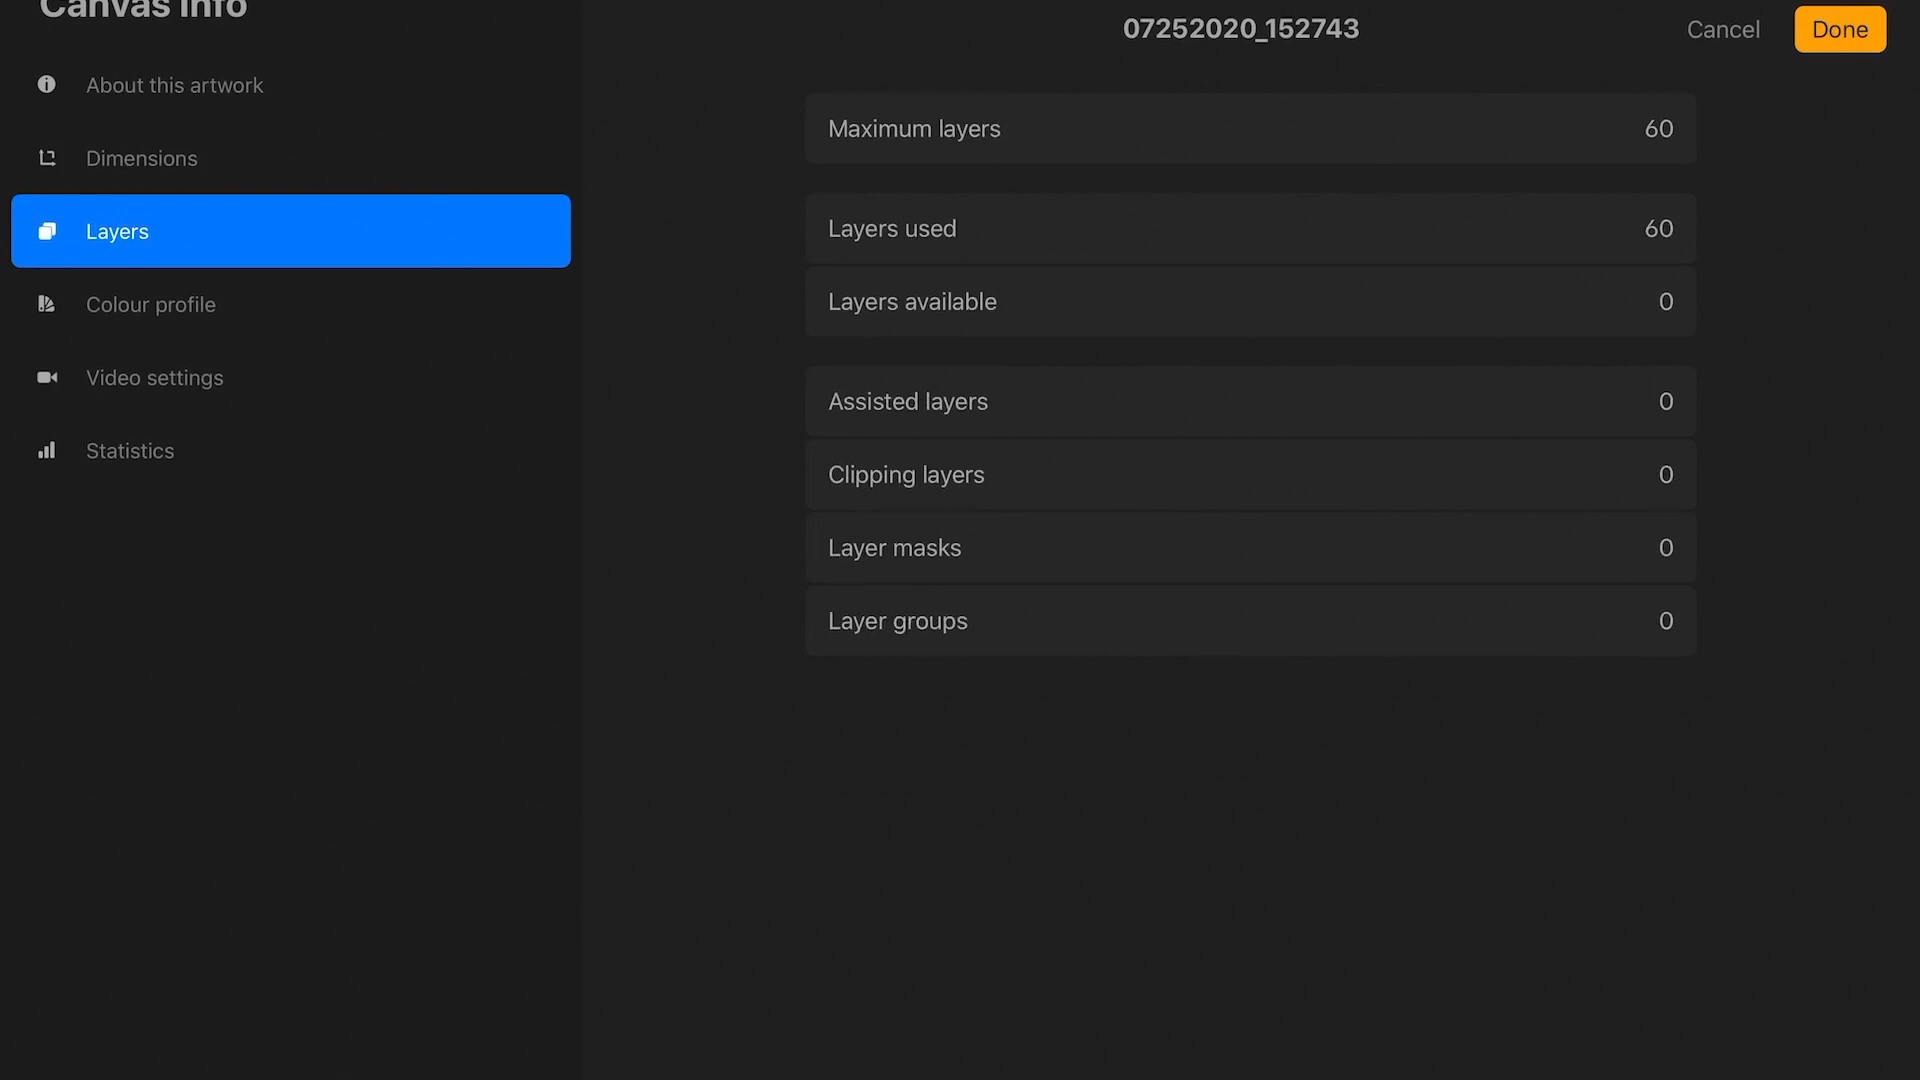 Canvas Info
About this artwork
Dimensions
Layers
Colour profile
Video settings
Statistics
07252020_152743
Cancel
Done
Maximum layers 60
Layers used 60
Layers available 0
Assisted layers 0
Clipping layers 0
Layer masks 0
Layer groups 0